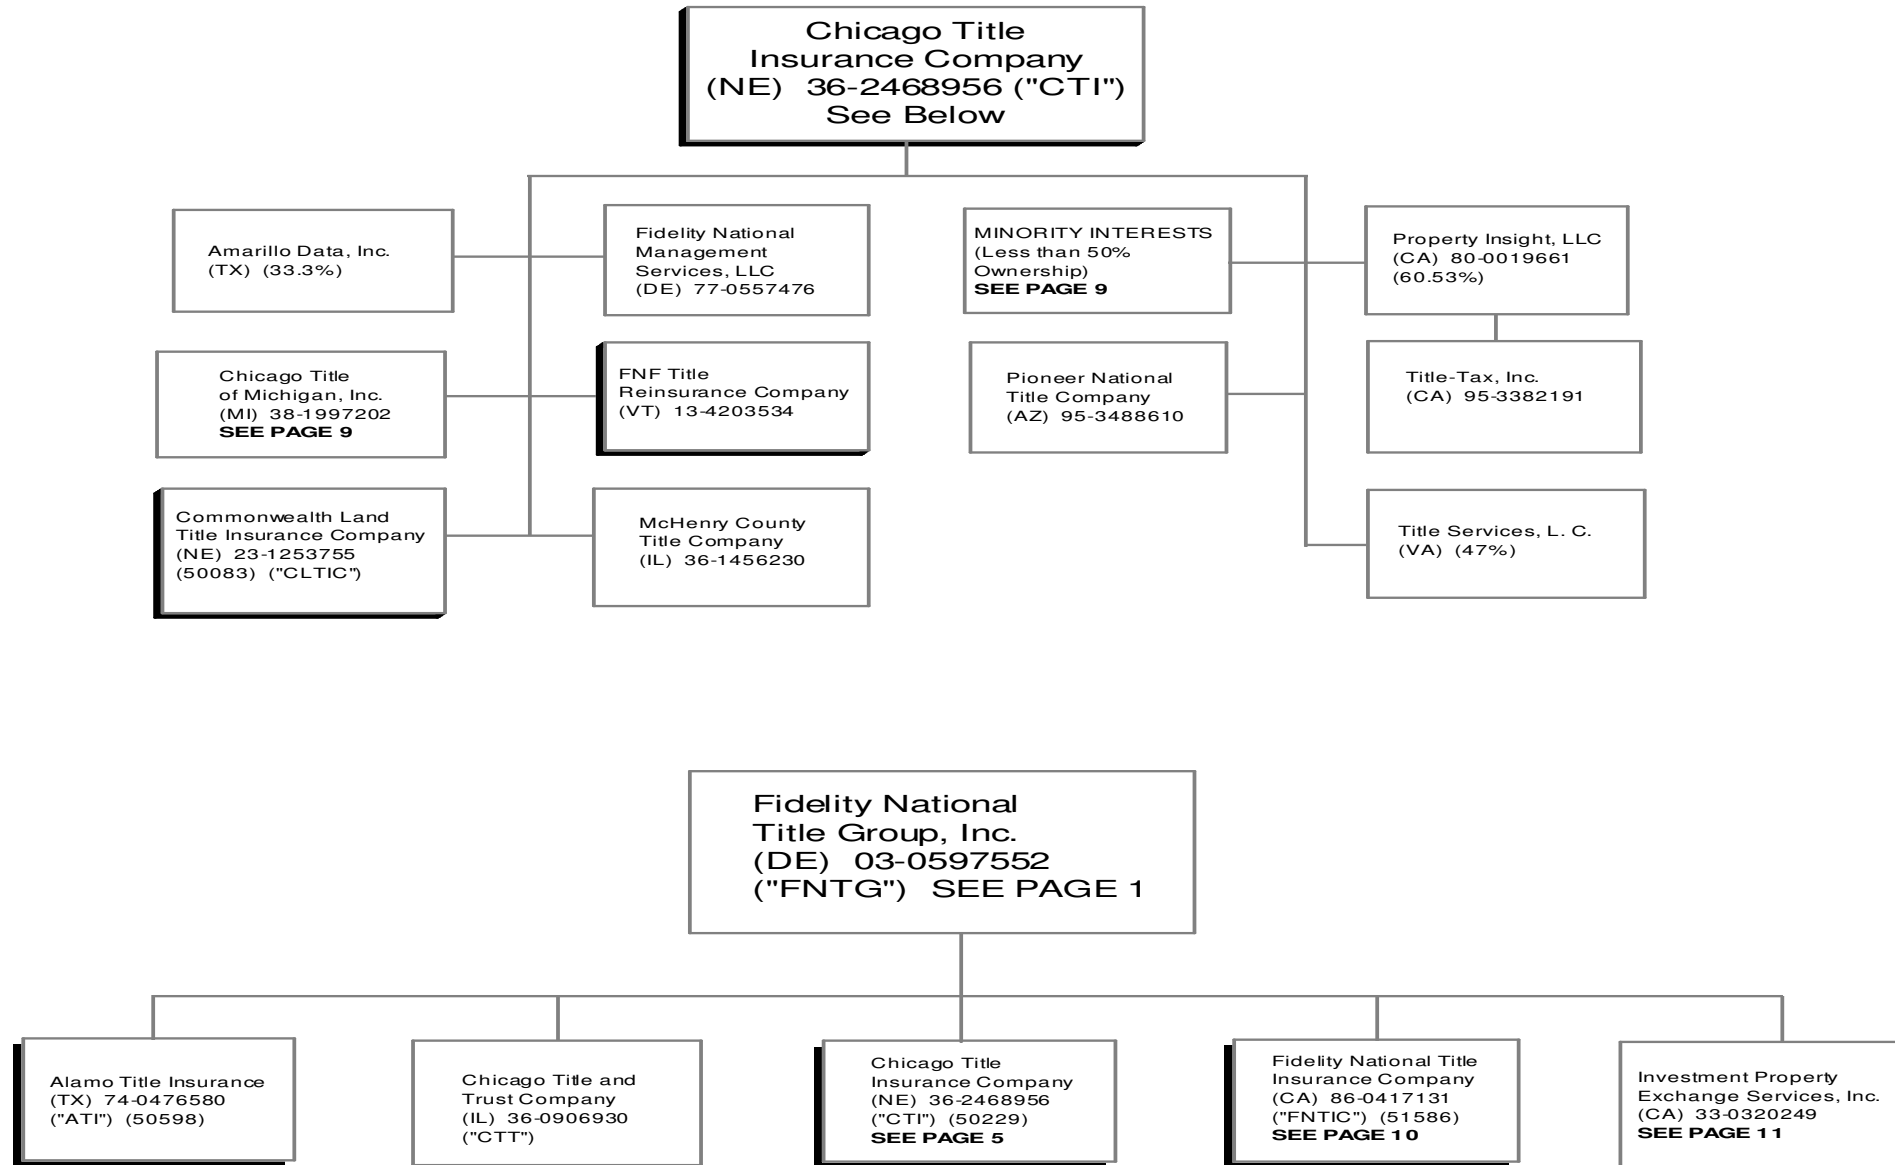 Chicago Title
Insurance Company
(NE) 36-2468956 ("CTI")
See Below
Amarillo Data, Inc.
(TX) (33.3%)
Fidelity National
Management
Services, LLC
(DE) 77-0557476
MINORITY INTERESTS
(Less than 50%
Ownership)
SEE PAGE 9
Property Insight, LLC
(CA) 80-0019661
(60.53%)
Chicago Title
of Michigan, Inc.
(MI) 38-1997202
SEE PAGE 9
FNF Title
Reinsurance Company
(VT) 13-4203534
Pioneer National
Title Company
(AZ) 95-3488610
Title-Tax, Inc.
(CA) 95-3382191
Commonwealth Land
Title Insurance Company
(NE) 23-1253755
(50083) ("CLTIC")
McHenry County
Title Company
(IL) 36-1456230
Title Services, L. C.
(VA) (47%)
Fidelity National
Title Group, Inc.
(DE) 03-0597552
("FNTG") SEE PAGE 1
Alamo Title Insurance
(TX) 74-0476580
("ATI") (50598)
Chicago Title and
Trust Company
(IL) 36-0906930
("CTT")
Chicago Title
Insurance Company
(NE) 36-2468956
("CTI") (50229)
SEE PAGE 5
Fidelity National Title
Insurance Company
(CA) 86-0417131
("FNTIC") (51586)
SEE PAGE 10
Investment Property
Exchange Services, Inc.
(CA) 33-0320249
SEE PAGE 11